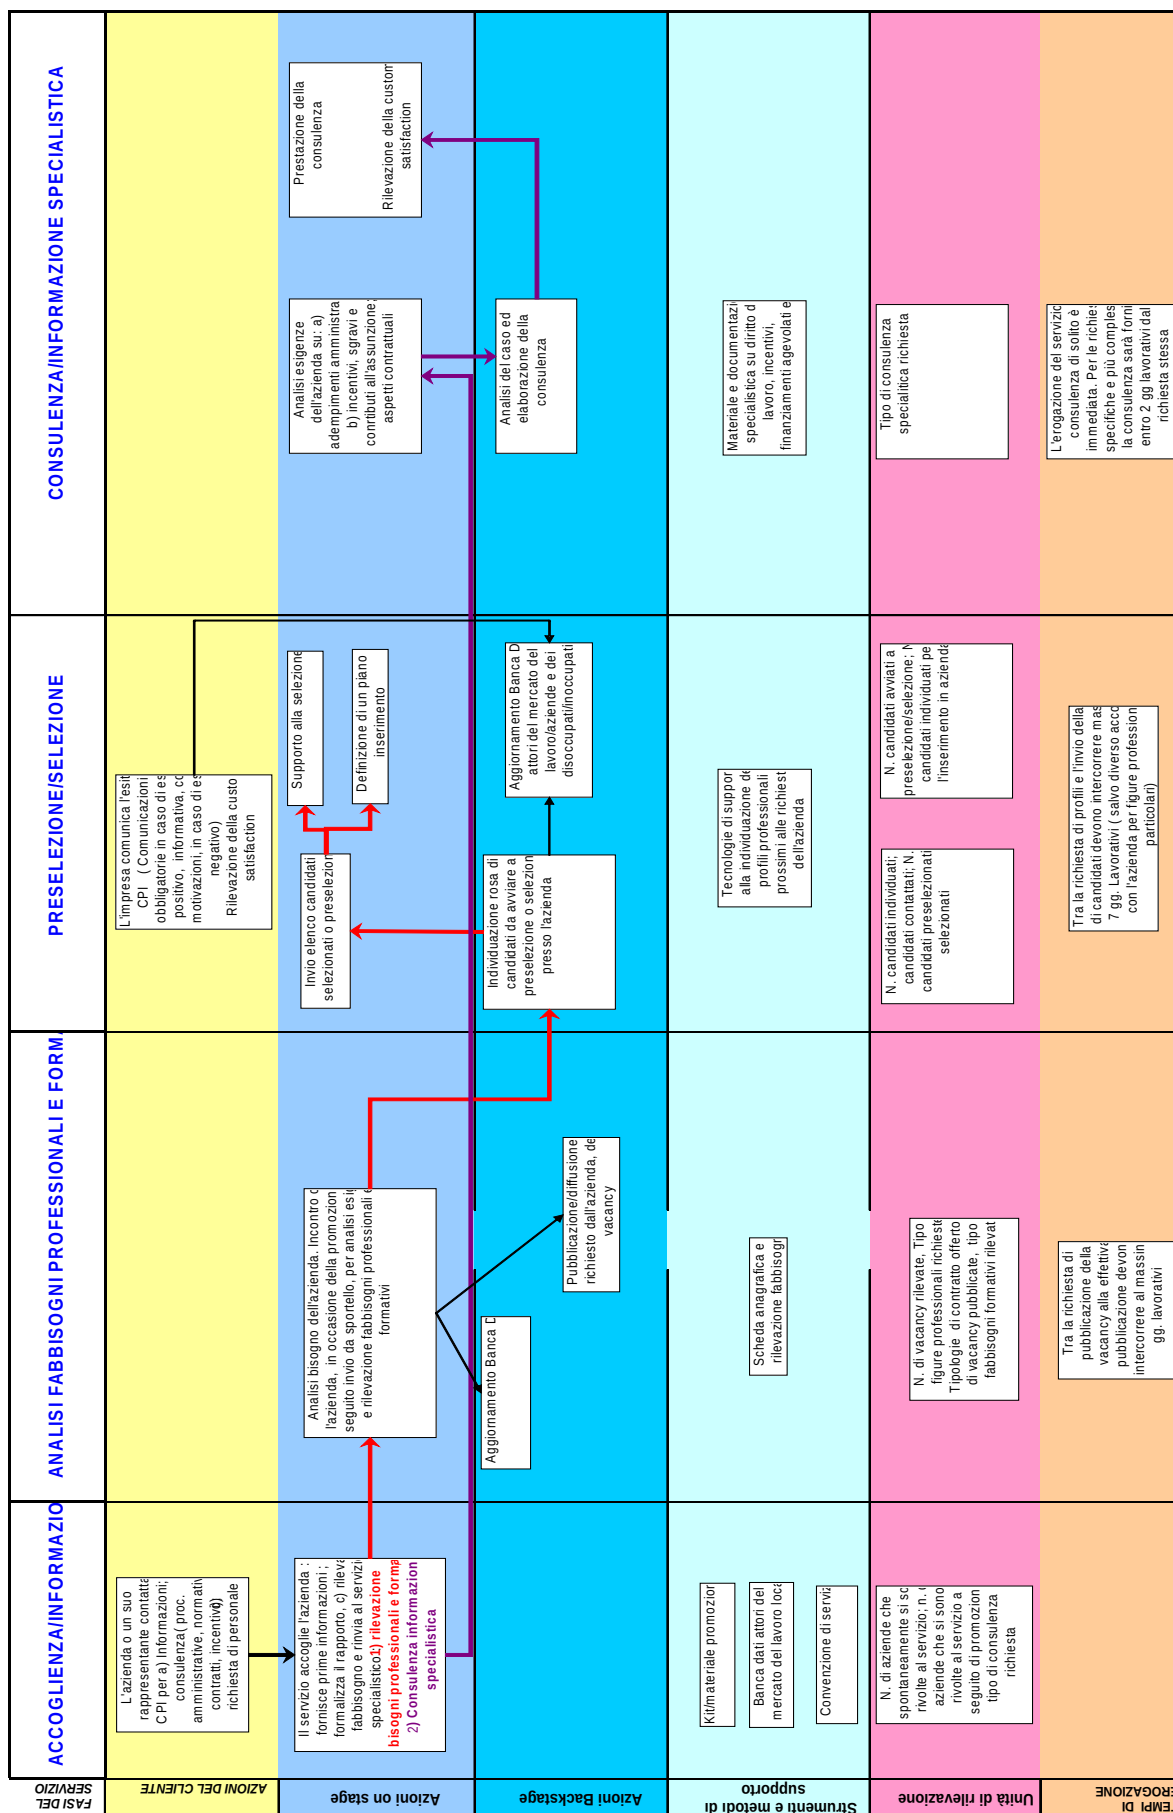 FASI DEL
SERVIZIO
ACCOGLIENZA/INFORMAZIO
ANALISI FABBISOGNI PROFESSIONALI E FORMA
PRESELEZIONE/SELEZIONE
CONSULENZA/INFORMAZIONE SPECIALISTICA
AZIONI DEL CLIENTE
L'azienda o un suo
rappresentante contatta
CPI per a) Informazioni;
consulenza( proc.
amministrative, normativ
contratti, incentivi)
richiesta di personale
L'impresa comunica l'esit
CPI ( Comunicazioni
obbligatorie in caso di es
positivo, informativa, co
motivazioni, in caso di es
negativo)
Rilevazione della custo
satisfaction
Azioni on stage
Il servizio accoglie l'azienda :
fornisce prime informazioni ;
formalizza il rapporto, c) rileva
fabbisogno e rinvia al servizi
specialistico1:) rilevazione
bisogni professionali e forma
2) Consulenza informazion
specialistica
Analisi bisogno dell'azienda. Incontro c
l'azienda, in occasione della promozion
seguito invio da sportello, per analisi esig
e rilevazione fabbisogni professionali e
formativi
Invio elenco candidati
selezionati o preselezion
Supporto alla selezione
Definizione di un piano
inserimento
Analisi esigenze
dell'azienda su: a)
adempimenti amministra
b) incentivi, sgravi e
conrtibuti all'assunzione;
aspetti contrattuali
Prestazione della
consulenza
Rilevazione della custom
satisfaction
Azioni Backstage
Aggiornamento Banca D
Pubblicazione/diffusione
richiesto dall'azienda, de
vacancy
Individuazione rosa di
candidati da avviare a
preselezione o selezion
presso l'azienda
Aggiornamento Banca D
attori del mercato del
lavoro/aziende e dei
disoccupati/inoccupati
Analisi del caso ed
elaborazione della
consulenza
Strumenti e metodi di
supporto
Kit/materiale promozion
Banca dati attori del
mercato del lavoro loca
Convenzione di serviz
Scheda anagrafica e
rilevazione fabbisogr
Tecnologie di support
alla individuazione de
profili professionali
prossimi alle richiest
dell'azienda
Materiale e documentazi
specialistica su diritto d
lavoro, incentivi,
finanziamenti agevolati e
Unità di rilevazione
N. di aziende che
spontaneamente si so
rivolte al servizio; n. d
aziende che si sono
rivolte al servizio a
seguito di promozion
tipo di consulenza
richiesta
N. di vacancy rilevate, Tipo
figure professionali richieste
Tipologie di contratto offerto
di vacancy pubblicate, tipo
fabbisogni formativi rilevat
N. candidati individuati;
candidati contattati; N.
candidati preselezionati
selezionati
N. candidati avviati a
preselezione/selezione; N
candidati individuati pe
l'inserimento in azienda
Tipo di consulenza
specialitica richiesta
TEMPI DI
EROGAZIONE
Tra la richiesta di
pubblicazione della
vacancy alla effettiva
pubblicazione devon
intercorrere al massin
gg. lavorativi
Tra la richiesta di profili e l'invio della
di candidati devono intercorrere mas
7 gg. Lavorativi ( salvo diverso acco
con l'azienda per figure profession
particolari)
L'erogazione del servizio
consulenza di solito è
immediata. Per le richies
specifiche e più comples
la consulenza sarà forni
entro 2 gg lavorativi dal
richiesta stessa